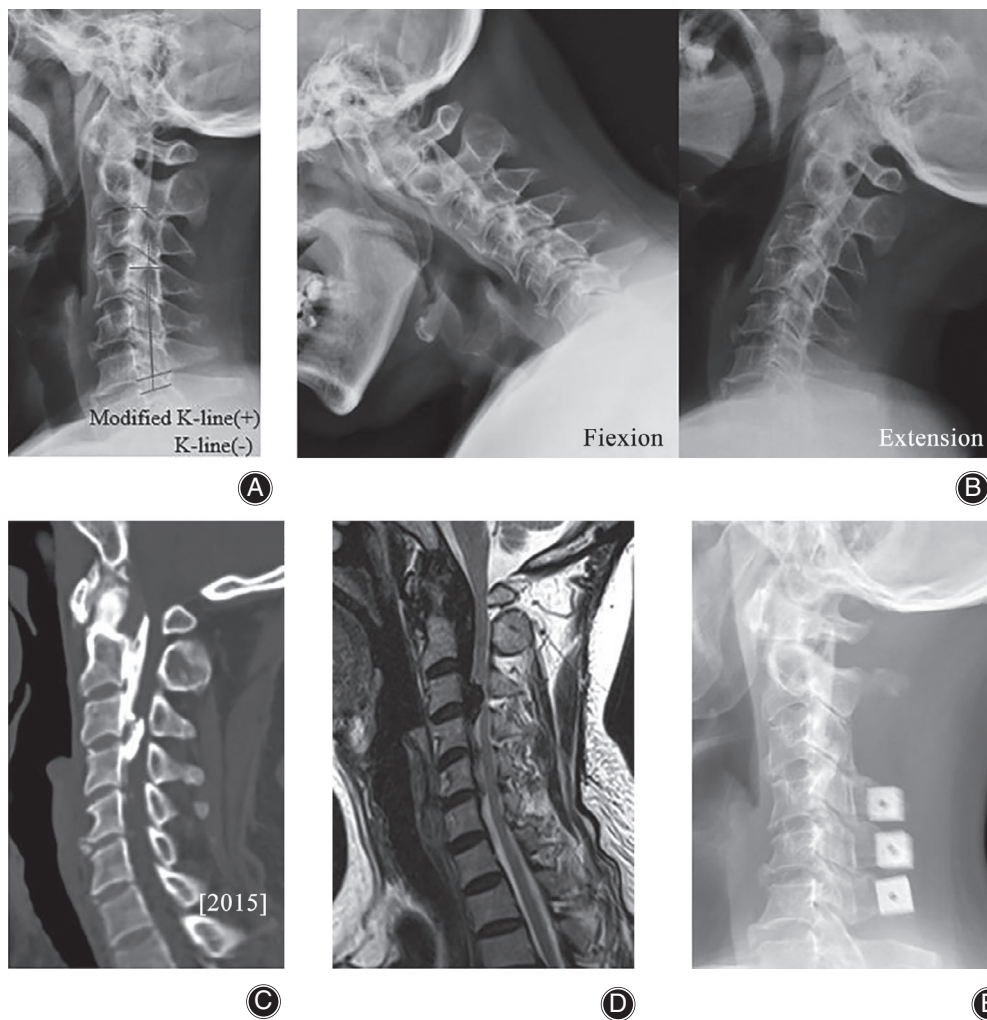 Modified K-line(+)
K-line(-)
A
Fiexion
Extension
B
[2015]
C
D
E